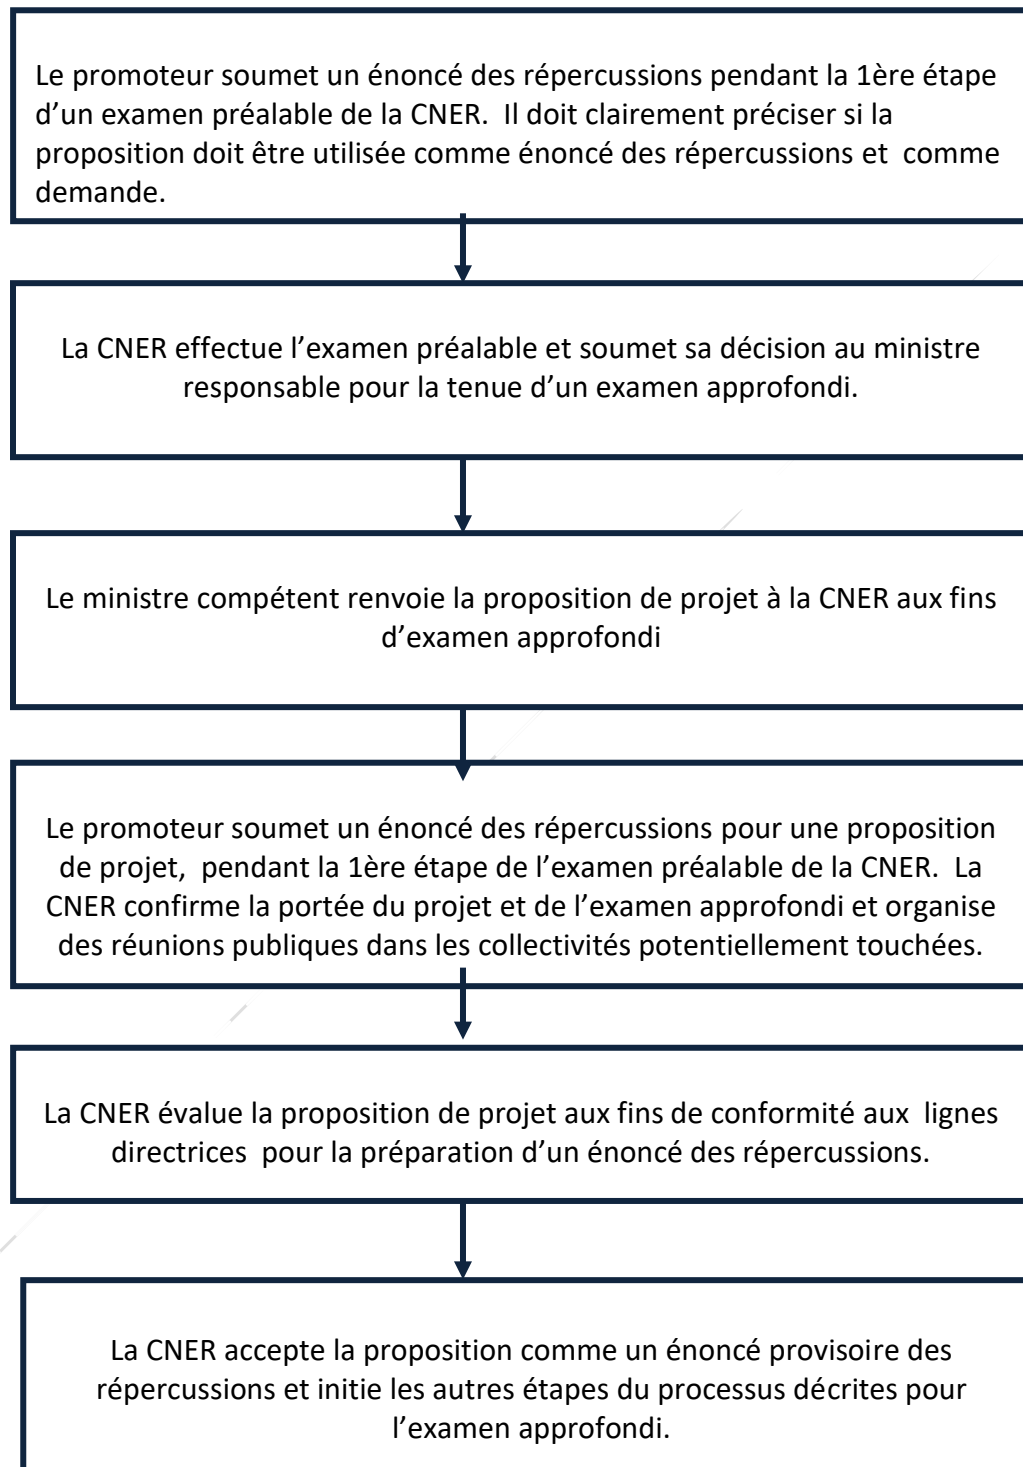 Le promoteur soumet un énoncé des répercussions pendant la 1ère étape
d’un examen préalable de la CNER.  Il doit clairement préciser si la
proposition doit être utilisée comme énoncé des répercussions et  comme
demande.
La CNER effectue l’examen préalable et soumet sa décision au ministre
responsable pour la tenue d’un examen approfondi.
Le ministre compétent renvoie la proposition de projet à la CNER aux fins
d’examen approfondi
Le promoteur soumet un énoncé des répercussions pour une proposition
de projet,  pendant la 1ère étape de l’examen préalable de la CNER.  La
CNER confirme la portée du projet et de l’examen approfondi et organise
des réunions publiques dans les collectivités potentiellement touchées.
La CNER évalue la proposition de projet aux fins de conformité aux  lignes
directrices  pour la préparation d’un énoncé des répercussions.
La CNER accepte la proposition comme un énoncé provisoire des
répercussions et initie les autres étapes du processus décrites pour
l’examen approfondi.